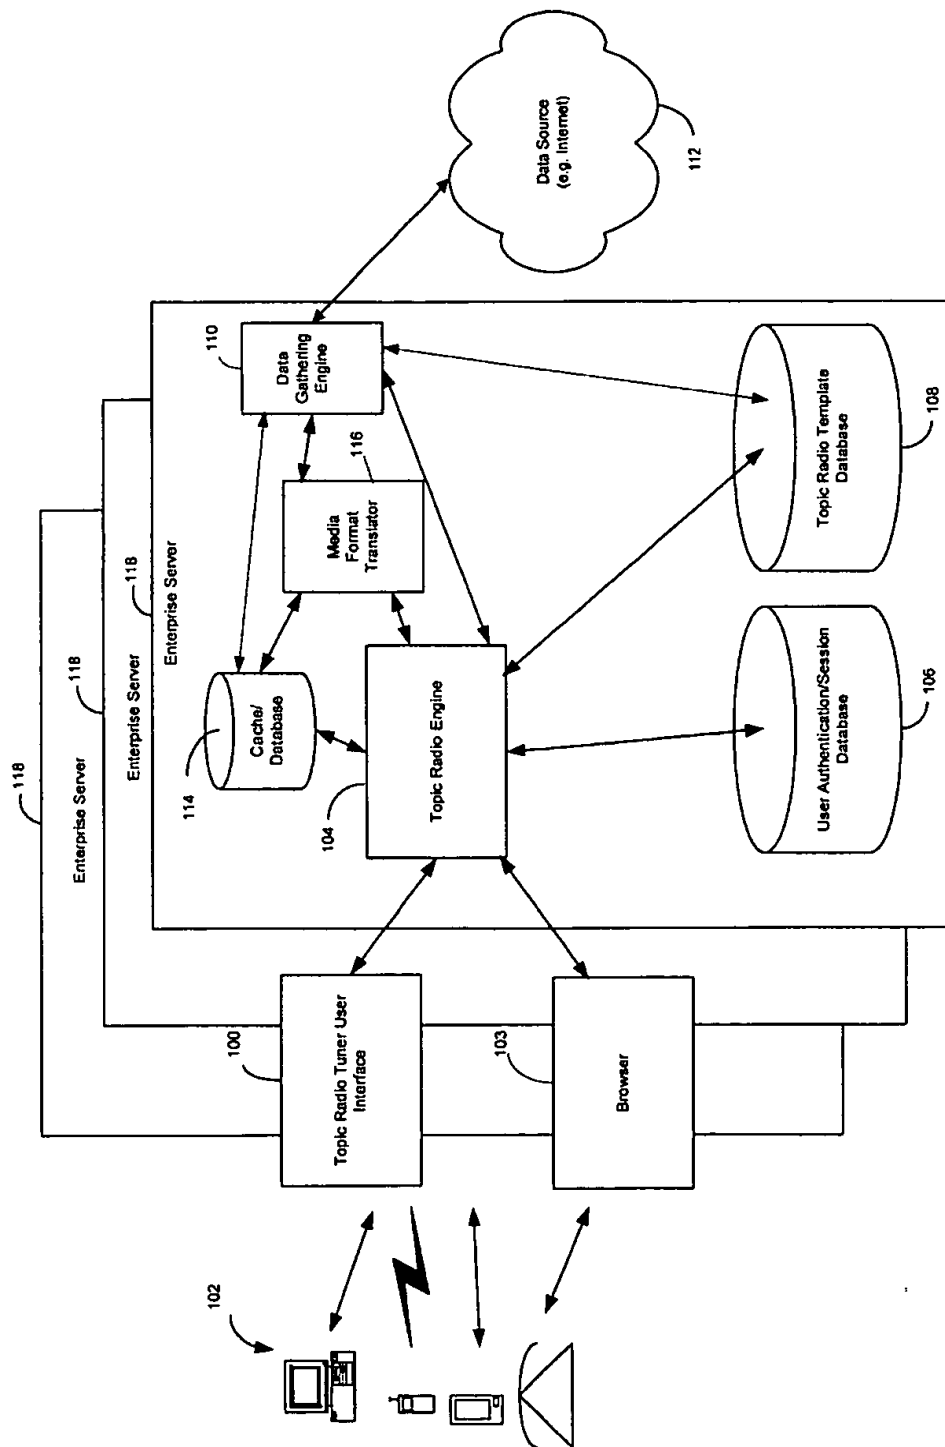 118
Enterprise Server
118
Enterprise Server
118
Enterprise Server
110
Data
Gathering
Engine
116
Media
Format
Translator
114
Cache/
Database
104
Topic Radio Engine
Data Source
(e.g. Internet)
112
100
Topic Radio Tuner User
Interface
103
Browser
102
User Authentication/Session
Database
106
Topic Radio Template
Database
108